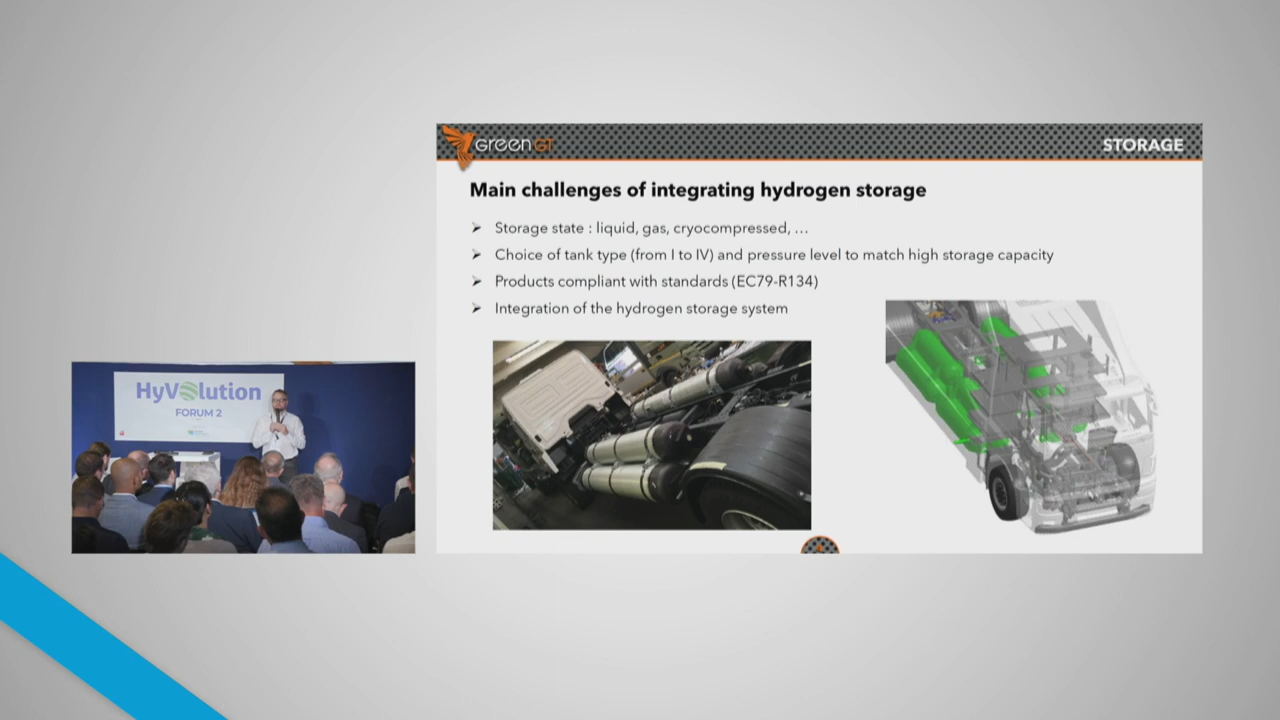 HyVolution
FORUM 2
GreenGT
STORAGE
Main challenges of integrating hydrogen storage
➢ Storage state : liquid, gas, cryocompressed, …
➢ Choice of tank type (from I to IV) and pressure level to match high storage capacity
➢ Products compliant with standards (EC79-R134)
➢ Integration of the hydrogen storage system